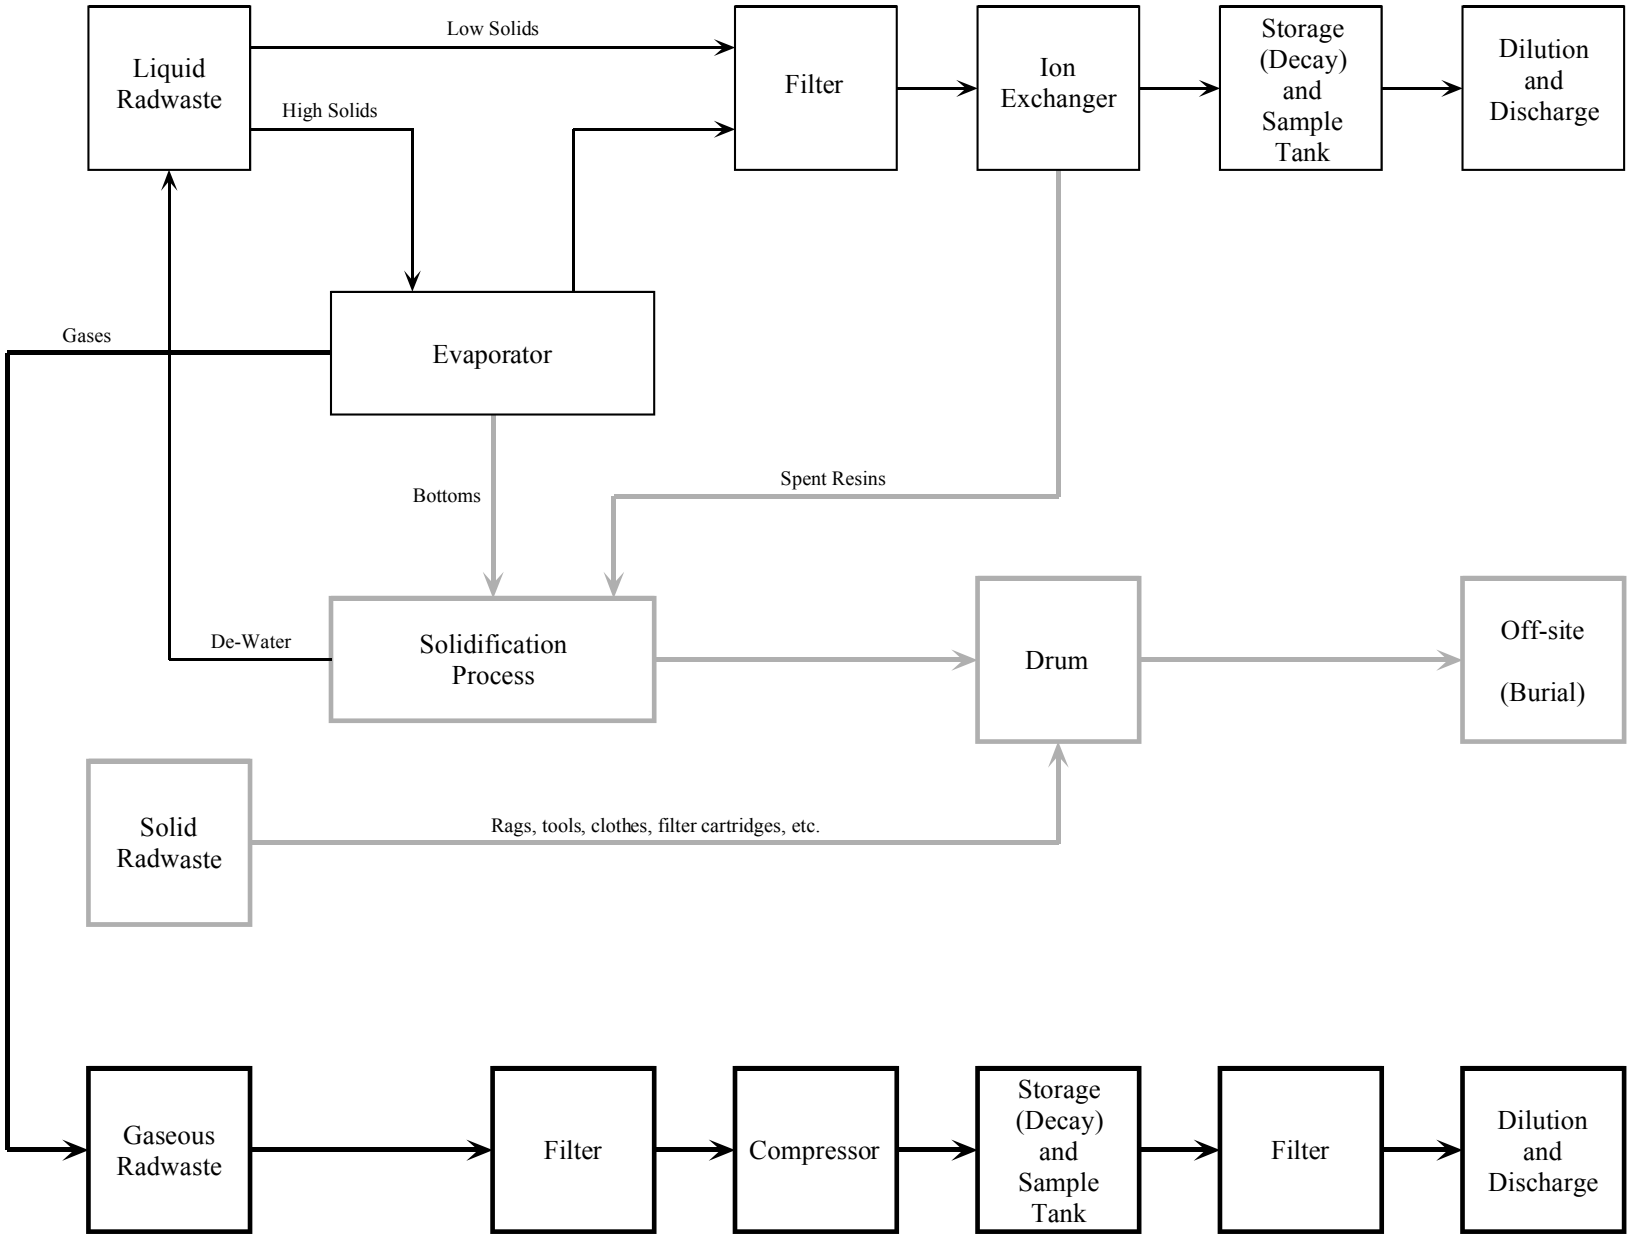 Low Solids
Liquid
Radwaste
High Solids
Filter
Ion
Exchanger
Storage
(Decay)
and
Sample
Tank
Dilution
and
Discharge
Gases
Evaporator
Bottoms
Spent Resins
De-Water
Solidification
Process
Drum
Off-site
(Burial)
Solid
Radwaste
Rags, tools, clothes, filter cartridges, etc.
Gaseous
Radwaste
Filter
Compressor
Storage
(Decay)
and
Sample
Tank
Filter
Dilution
and
Discharge